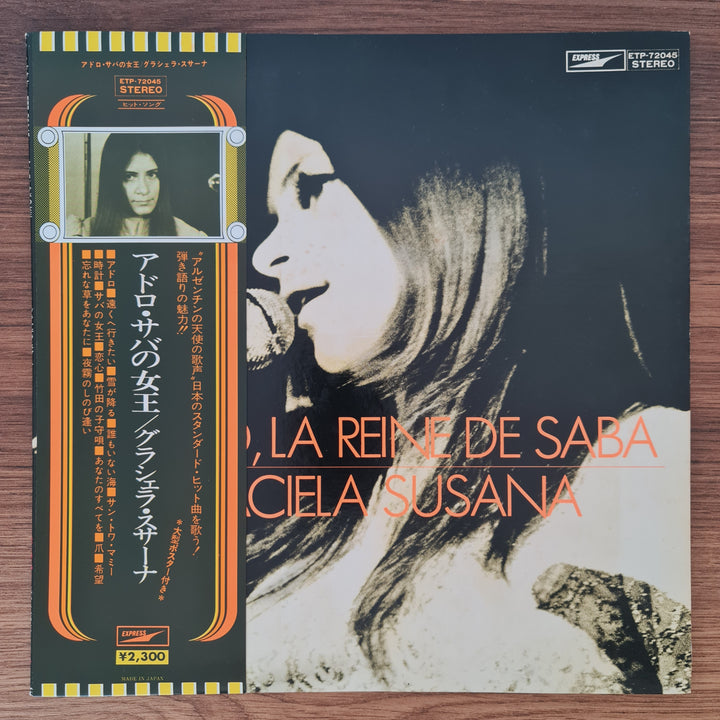 アドロ・サバの女王/グラシェラ・スサーナ
ETP-72045
STEREO
ヒット・ソング
"アルゼンチンの天使の歌声"日本のスタンダード・ヒット曲を歌う!
弾き語りの魅力!!
*大型ポスター付き*
アドロ・サバの女王/グラシェラ・スサーナ
■アドロ■遠くへ行きたい■雪が降る■誰もいない海■サン・トワ・マミー
■時計■サバの女王■恋心■竹田の子守唄■あなたのすべてを■爪■希望
■忘れな草をあなたに■夜霧のしのび逢い
EXPRESS
¥2,300
MADE IN JAPAN
EXPRESS
ETP-72045
STEREO
, LA REINE DE SABA
ACIELA SUSANA